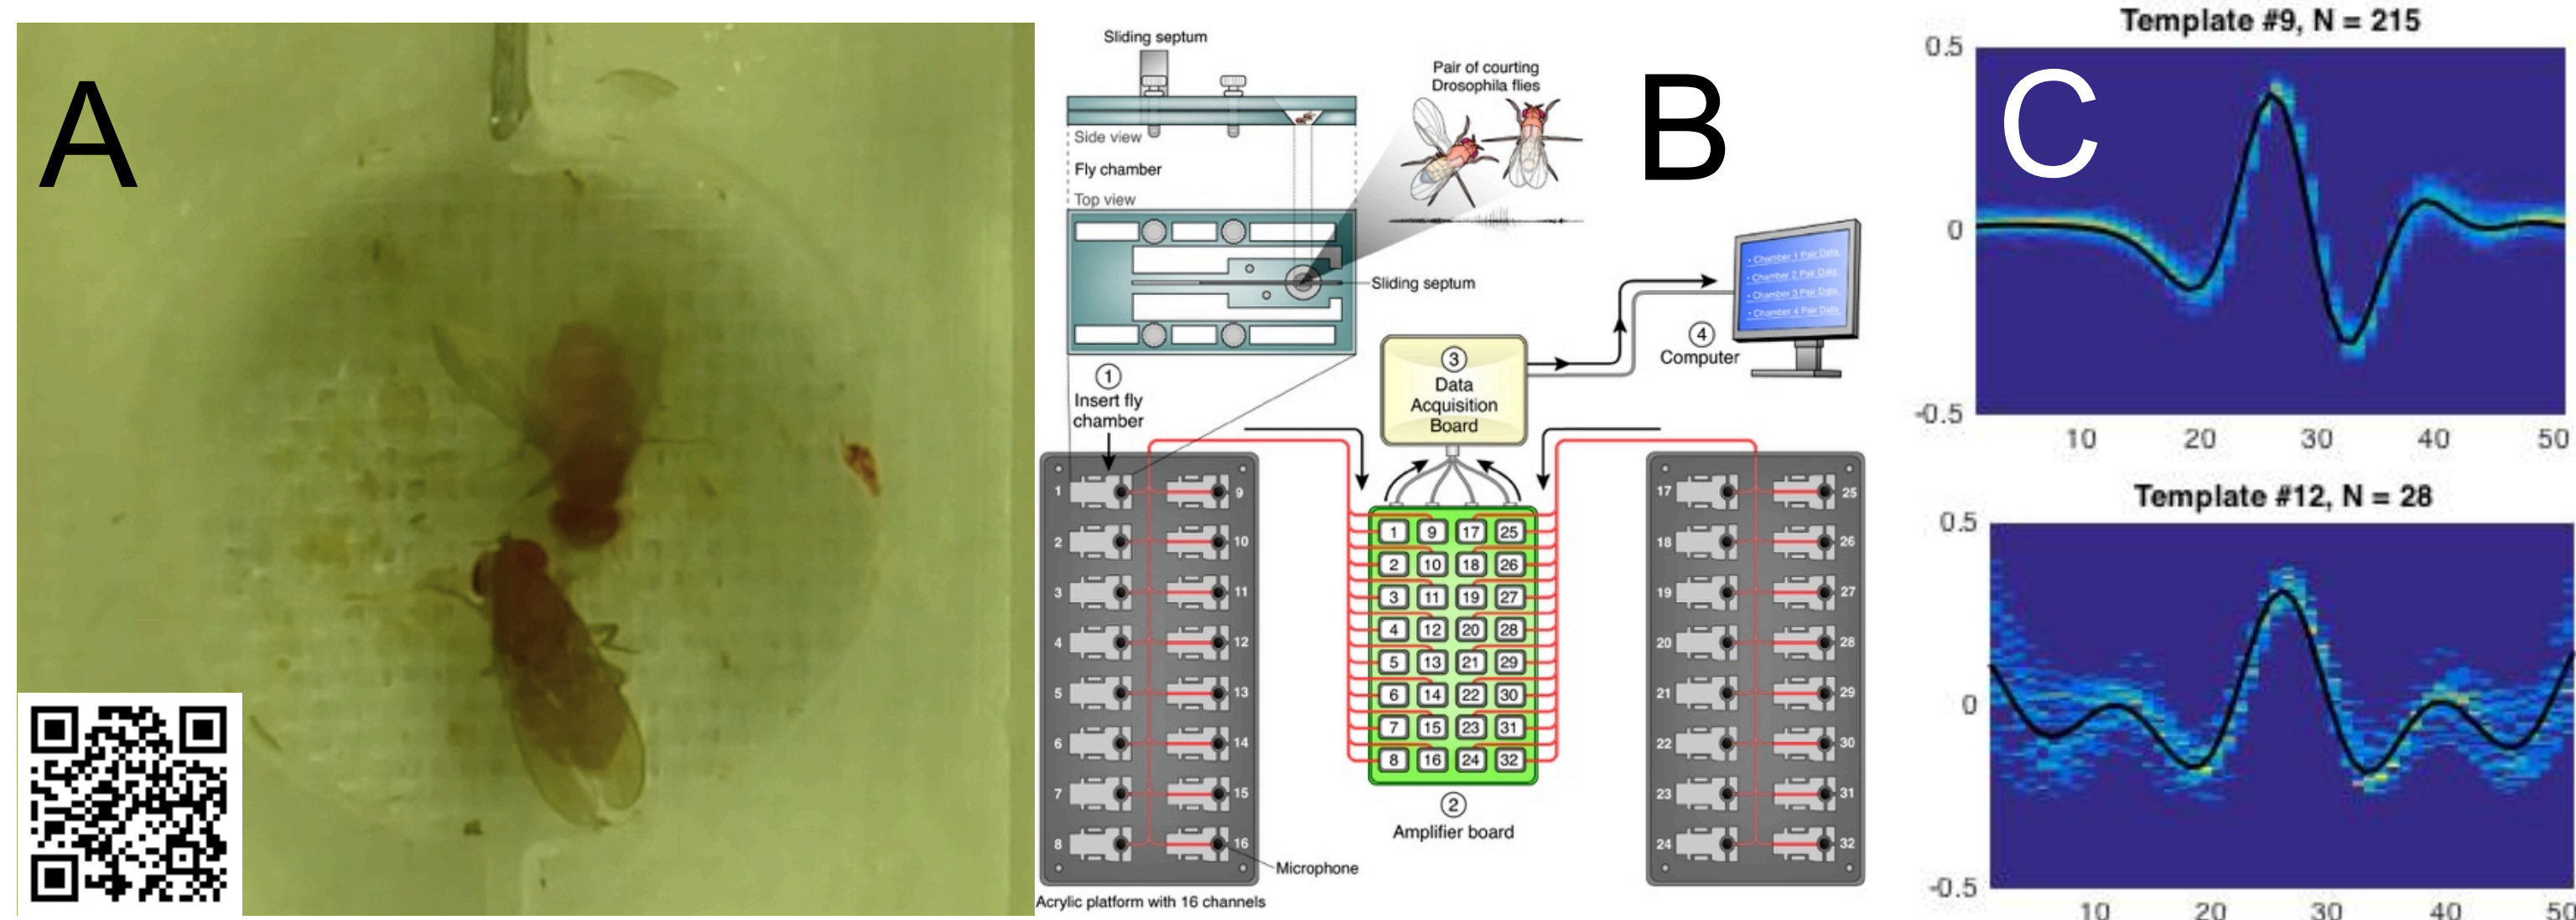 A
B
C
Sliding septum
Side view
Fly chamber
Top view
Pair of courting
Drosophila flies
Sliding septum
1
Insert fly
chamber
3
Data
Acquisition
Board
4
Computer
• Chamber 1 Pair Data
• Chamber 2 Pair Data
• Chamber 3 Pair Data
• Chamber 4 Pair Data
1 9
2 10
3 11
4 12
5 13
6 14
7 15
8 16
1 9 17 25
2 10 18 26
3 11 19 27
4 12 20 28
5 13 21 29
6 14 22 30
7 15 23 31
8 16 24 32
2
Amplifier board
17 25
18 26
19 27
20 28
21 29
22 30
23 31
24 32
Microphone
Acrylic platform with 16 channels
Template #9, N = 215
0.5
0
-0.5
10 20 30 40 50
Template #12, N = 28
0.5
0
-0.5
10 20 30 40 50